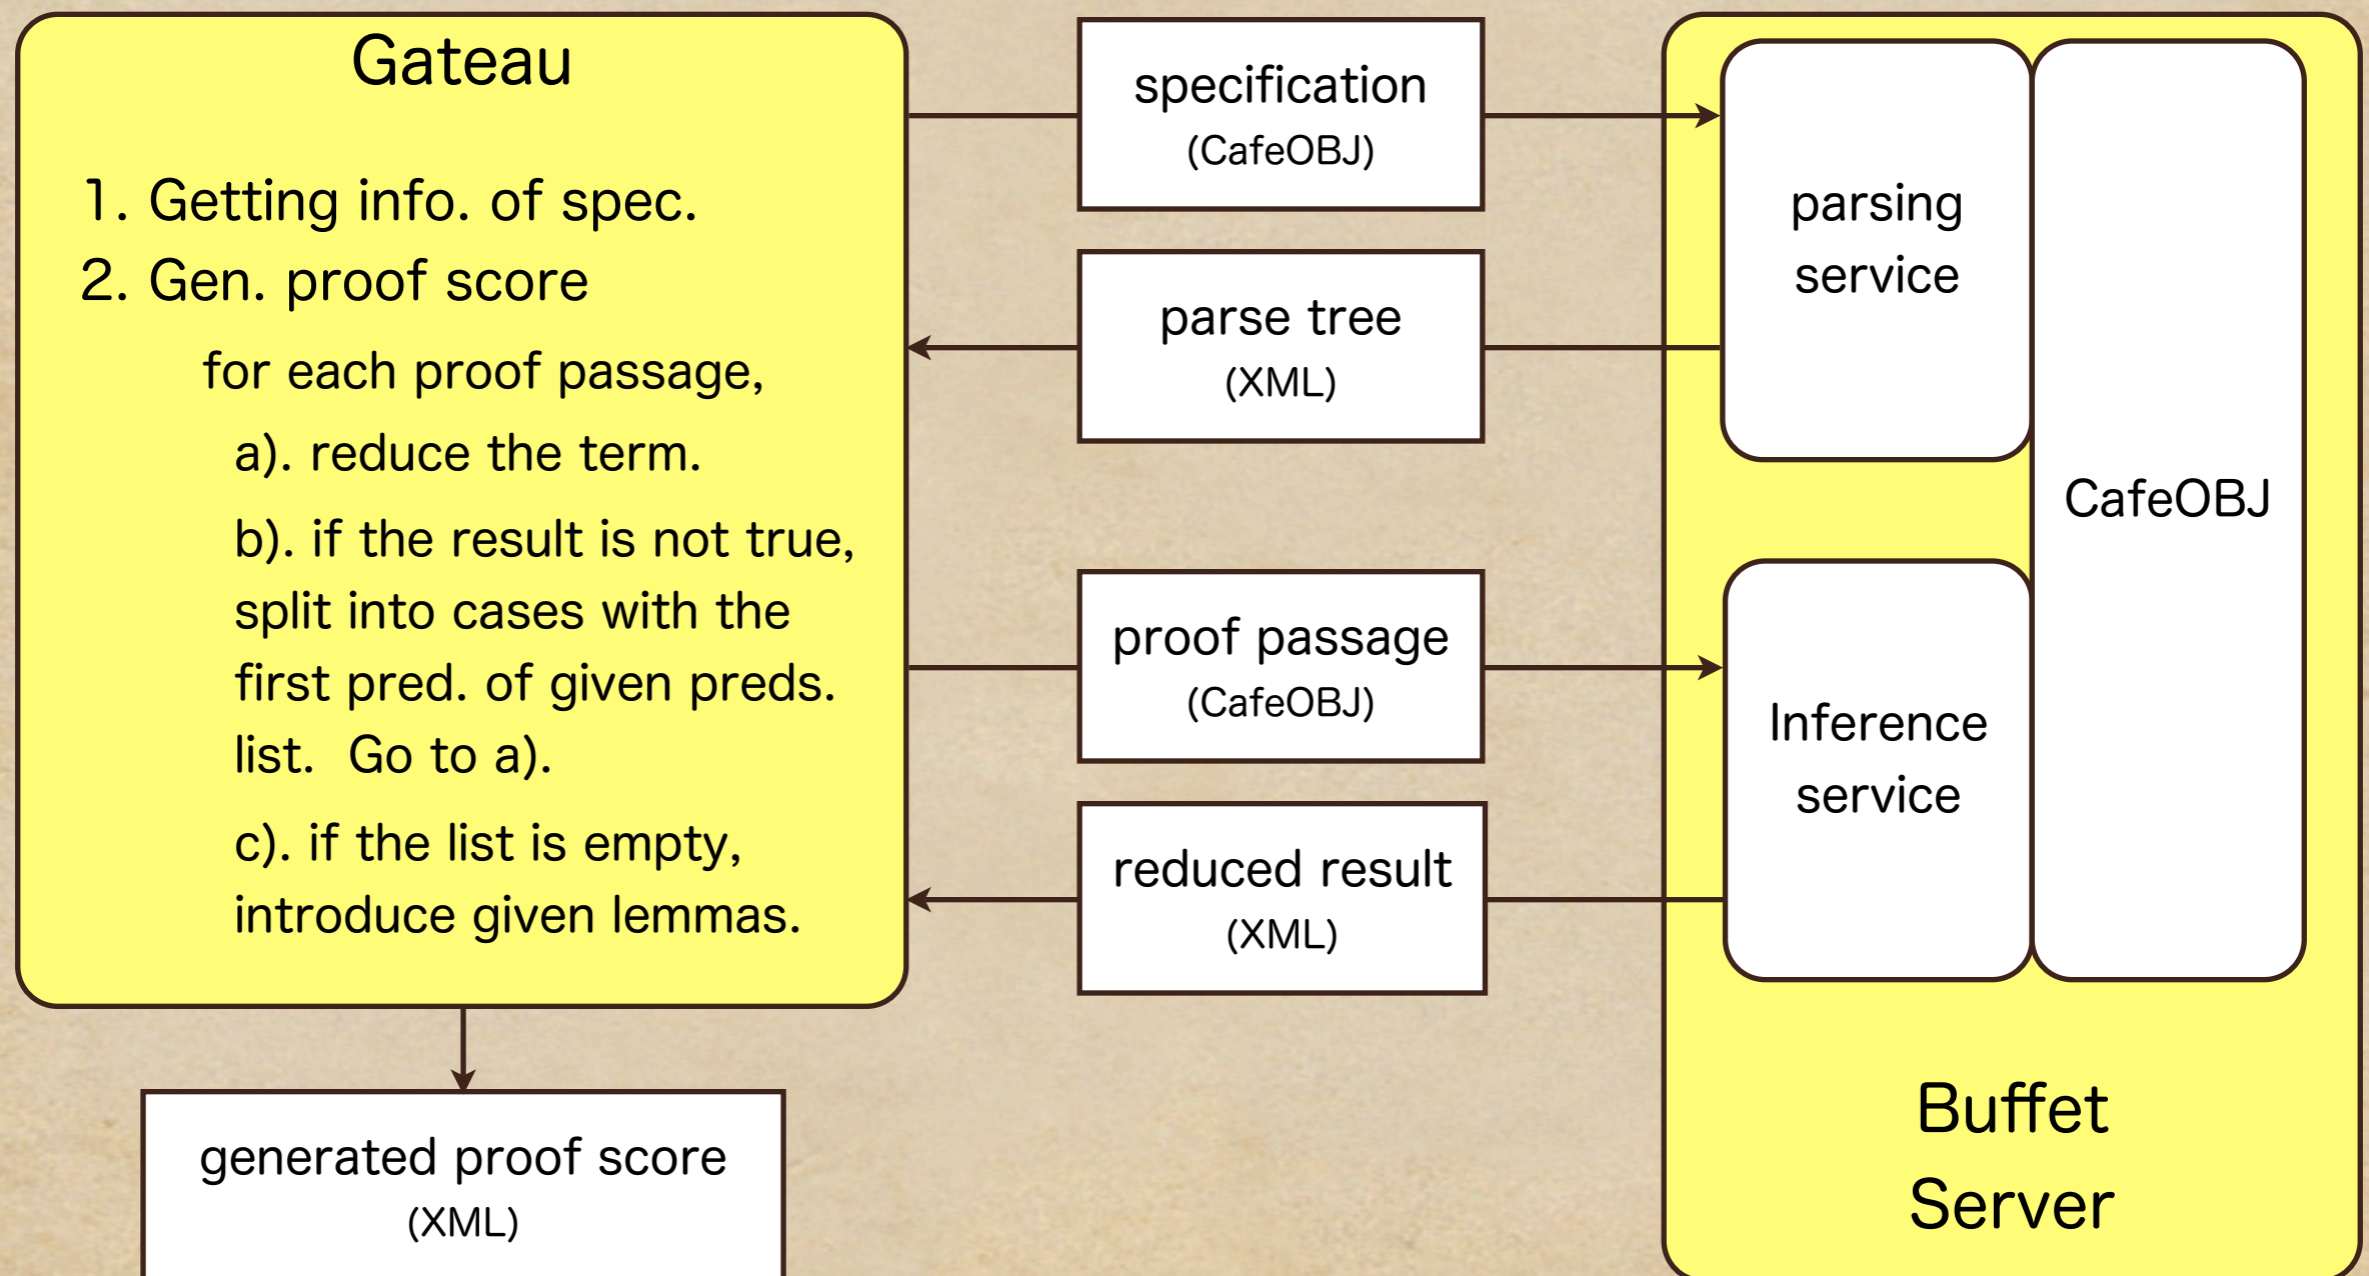 Gateau
1. Getting info. of spec.
2. Gen. proof score
for each proof passage,
a). reduce the term.
b). if the result is not true,
split into cases with the
first pred. of given preds.
list. Go to a).
c). if the list is empty,
introduce given lemmas.
specification
(CafeOBJ)
parse tree
(XML)
proof passage
(CafeOBJ)
reduced result
(XML)
parsing
service
Inference
service
CafeOBJ
Buffet
Server
generated proof score
(XML)